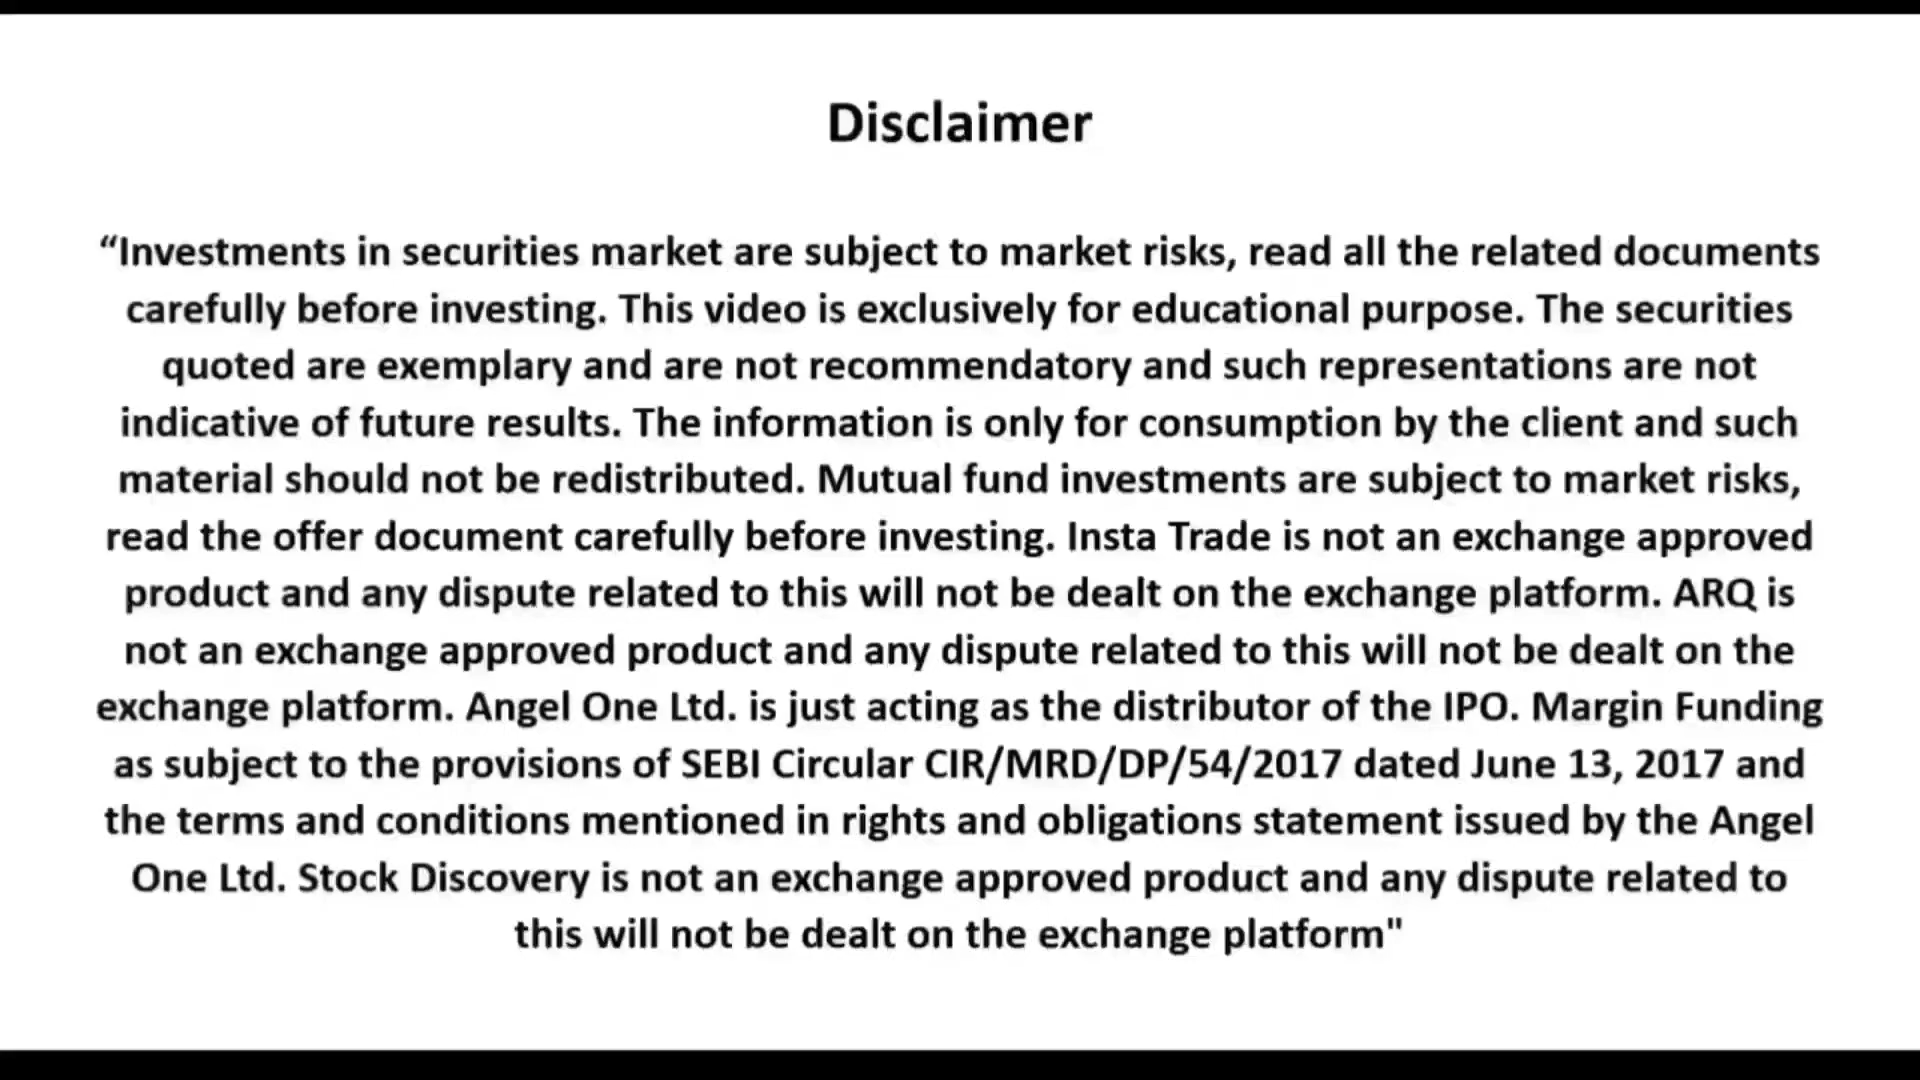 Disclaimer
“Investments in securities market are subject to market risks, read all the related documents
carefully before investing. This video is exclusively for educational purpose. The securities
quoted are exemplary and are not recommendatory and such representations are not
indicative of future results. The information is only for consumption by the client and such
material should not be redistributed. Mutual fund investments are subject to market risks,
read the offer document carefully before investing. Insta Trade is not an exchange approved
product and any dispute related to this will not be dealt on the exchange platform. ARQ is
not an exchange approved product and any dispute related to this will not be dealt on the
exchange platform. Angel One Ltd. is just acting as the distributor of the IPO. Margin Funding
as subject to the provisions of SEBI Circular CIR/MRD/DP/54/2017 dated June 13, 2017 and
the terms and conditions mentioned in rights and obligations statement issued by the Angel
One Ltd. Stock Discovery is not an exchange approved product and any dispute related to
this will not be dealt on the exchange platform"